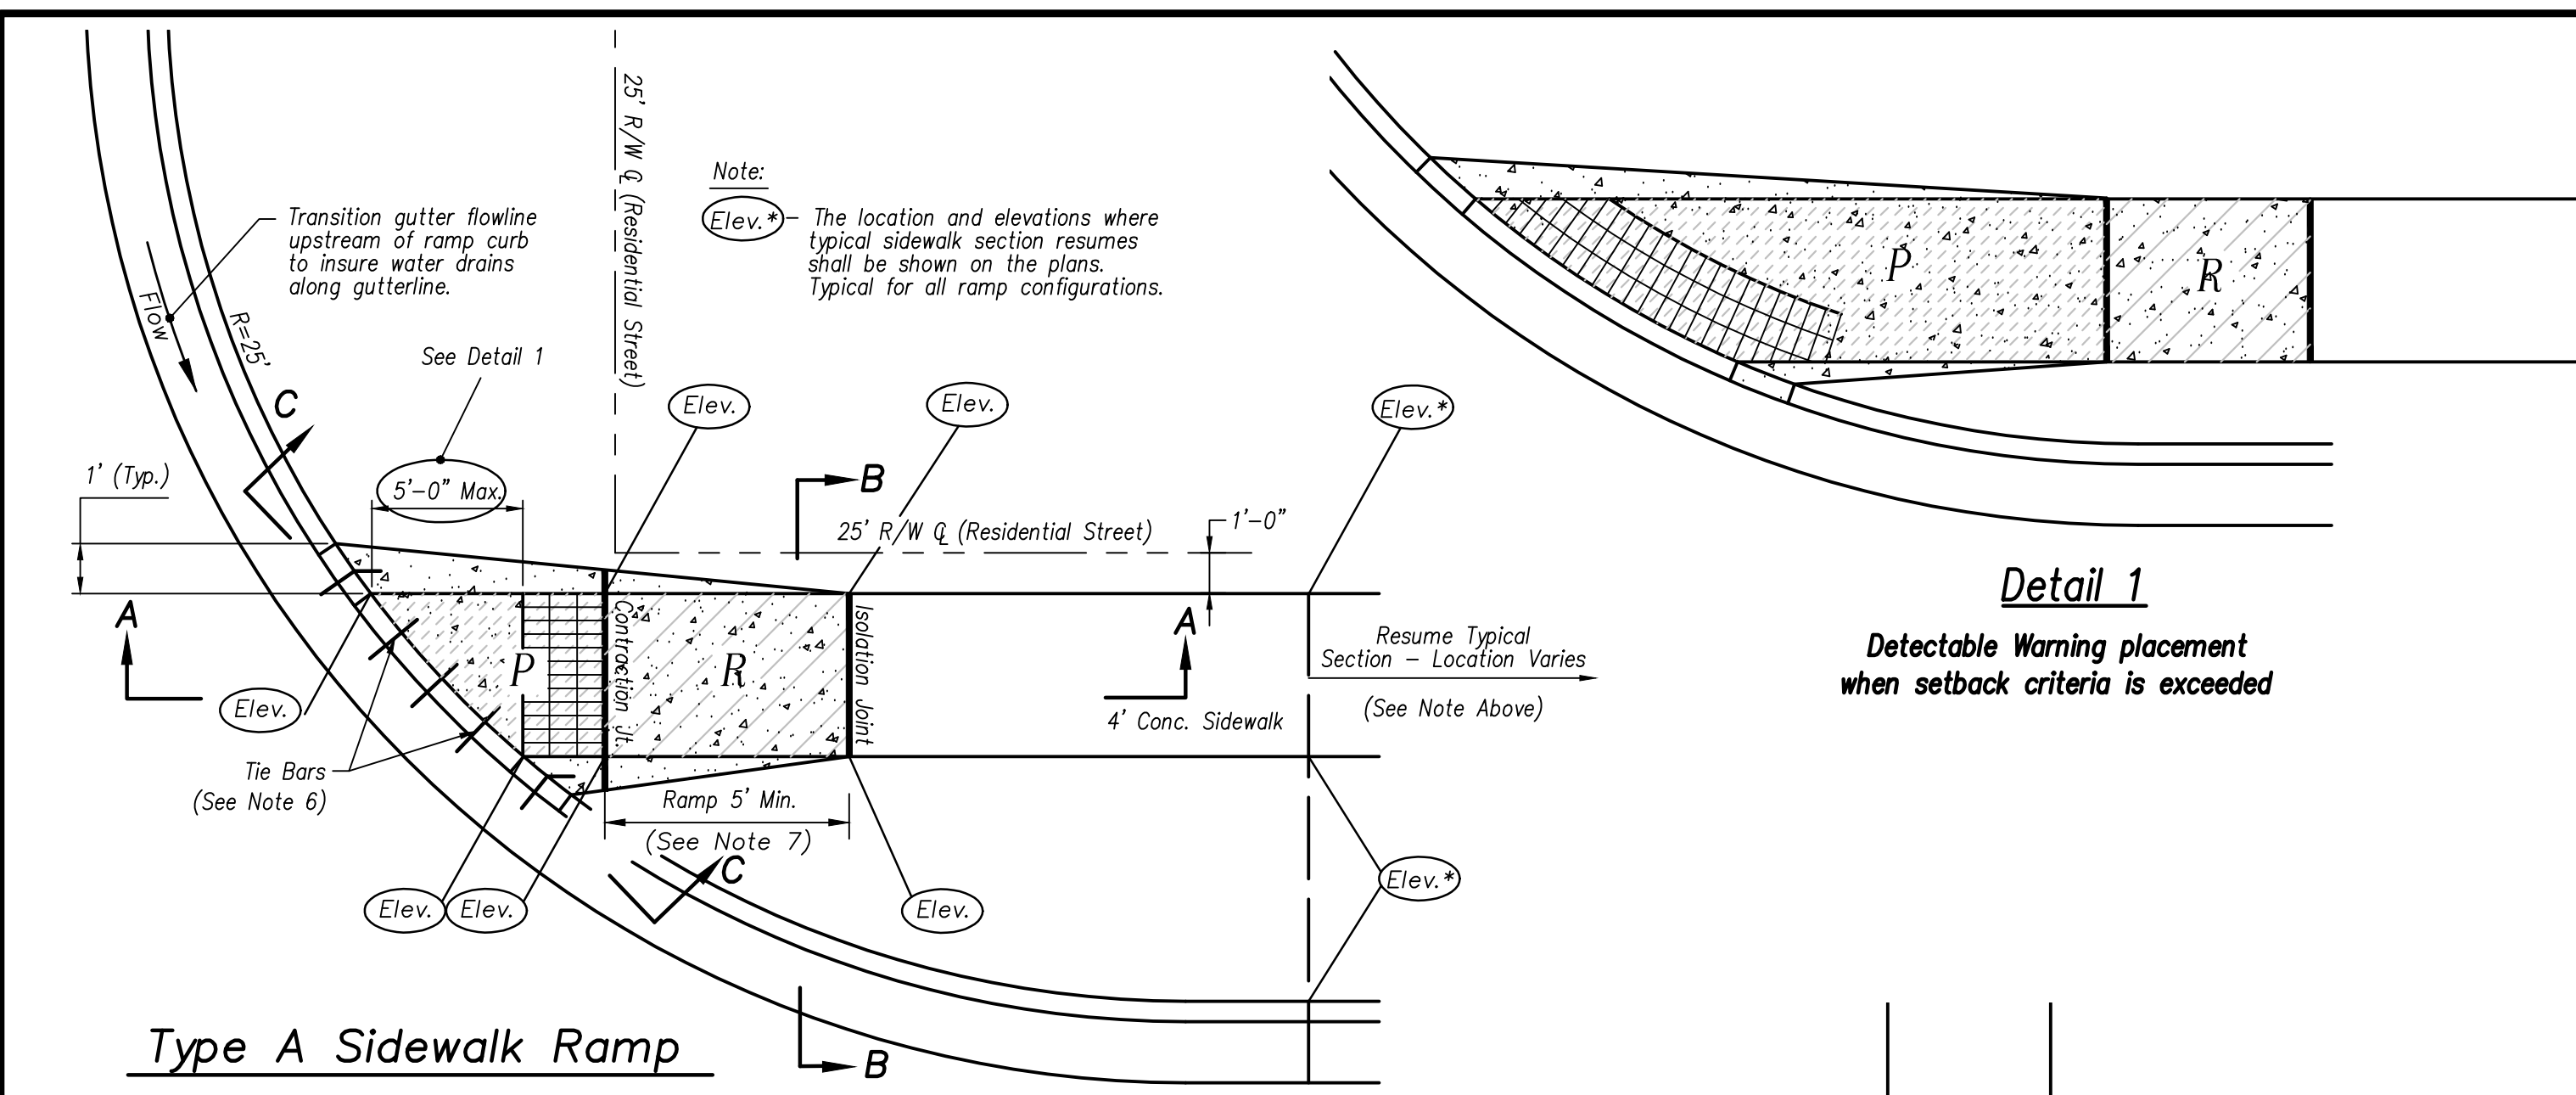 25' R/W ℄ (Residential Street)
Note:
Elev.*
The location and elevations where
typical sidewalk section resumes
shall be shown on the plans.
Typical for all ramp configurations.
Transition gutter flowline
upstream of ramp curb
to insure water drains
along gutterline.
Flow
R=25'
See Detail 1
C
Elev.
Elev.
Elev.*
1' (Typ.)
5'-0" Max.
B
25' R/W ℄ (Residential Street)
1'-0"
A
P
Contraction Jt.
R
Isolation Joint
A
Resume Typical
Section - Location Varies
(See Note Above)
4' Conc. Sidewalk
Elev.
Tie Bars
(See Note 6)
Ramp 5' Min.
(See Note 7)
C
Elev.
Elev.
Elev.
Elev.*
B
Type A Sidewalk Ramp
P
R
Detail 1
Detectable Warning placement
when setback criteria is exceeded